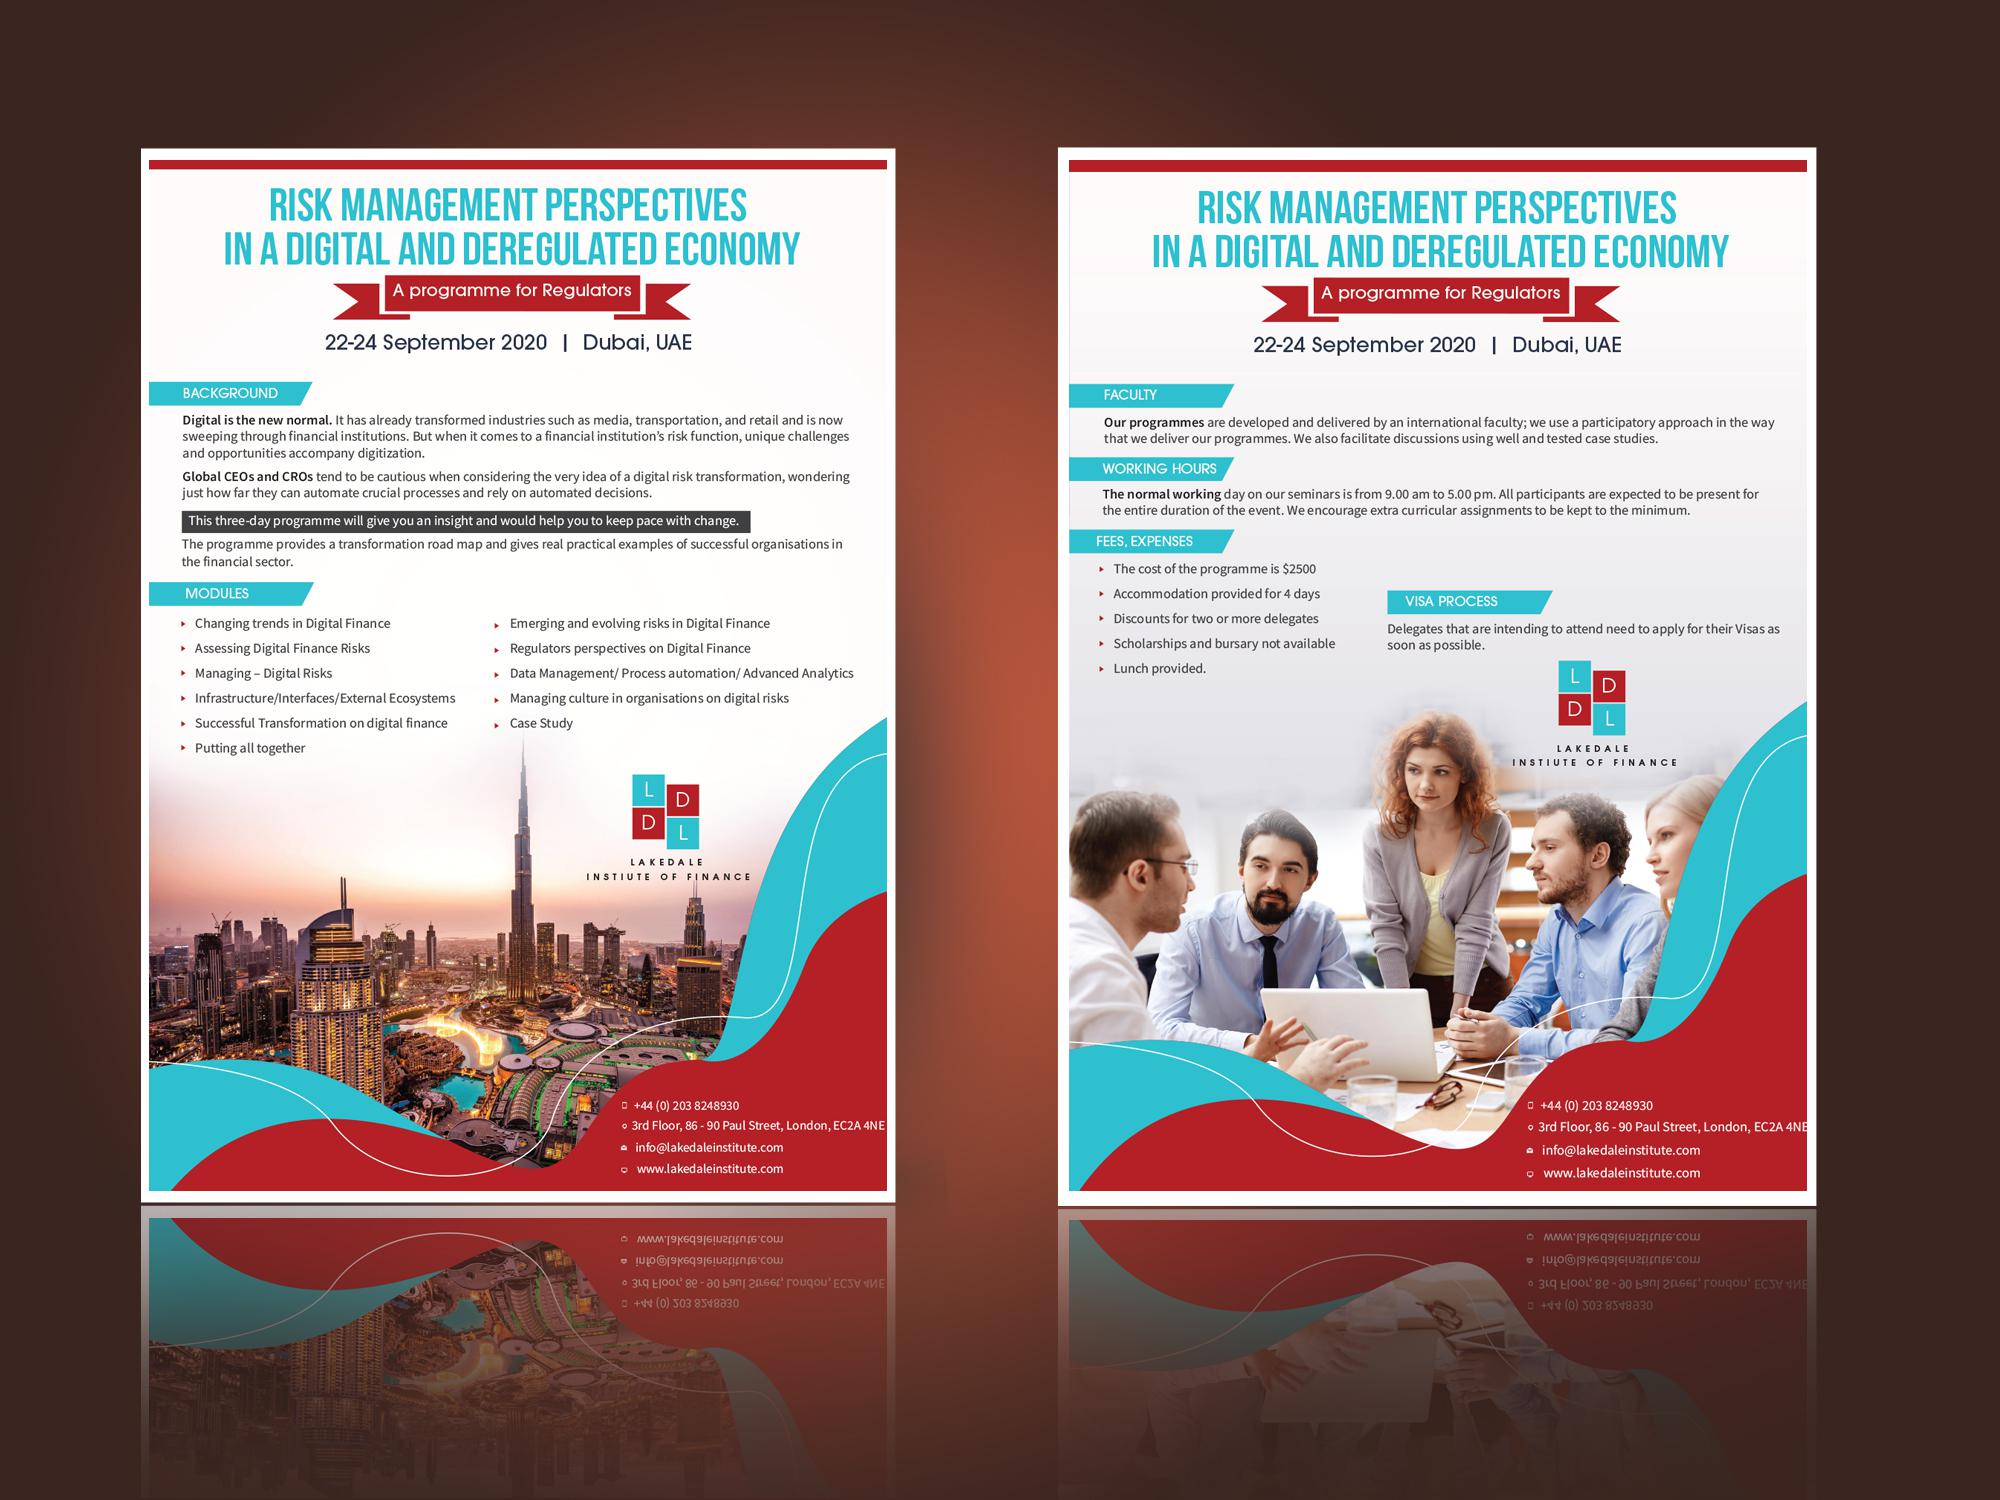 RISK MANAGEMENT PERSPECTIVES
IN A DIGITAL AND DEREGULATED ECONOMY
A programme for Regulators
22-24 September 2020 | Dubai, UAE
BACKGROUND
Digital is the new normal. It has already transformed industries such as media, transportation, and retail and is now
sweeping through financial institutions. But when it comes to a financial institution's risk function, unique challenges
and opportunities accompany digitization.
Global CEOs and CROs tend to be cautious when considering the very idea of a digital risk transformation, wondering
just how far they can automate crucial processes and rely on automated decisions.
This three-day programme will give you an insight and would help you to keep pace with change.
The programme provides a transformation road map and gives real practical examples of successful organisations in
the financial sector.
MODULES
Changing trends in Digital Finance
Assessing Digital Finance Risks
Managing – Digital Risks
Infrastructure/Interfaces/External Ecosystems
Successful Transformation on digital finance
Putting all together
Emerging and evolving risks in Digital Finance
Regulators perspectives on Digital Finance
Data Management/ Process automation/ Advanced Analytics
Managing culture in organisations on digital risks
Case Study
L D
D L
LAKEDALE
INSTIUTE OF FINANCE
+44 (0) 203 8248930
3rd Floor, 86 - 90 Paul Street, London, EC2A 4NE
info@lakedaleinstitute.com
www.lakedaleinstitute.com
RISK MANAGEMENT PERSPECTIVES
IN A DIGITAL AND DEREGULATED ECONOMY
A programme for Regulators
22-24 September 2020 | Dubai, UAE
FACULTY
Our programmes are developed and delivered by an international faculty; we use a participatory approach in the way
that we deliver our programmes. We also facilitate discussions using well and tested case studies.
WORKING HOURS
The normal working day on our seminars is from 9.00 am to 5.00 pm. All participants are expected to be present for
the entire duration of the event. We encourage extra curricular assignments to be kept to the minimum.
FEES, EXPENSES
The cost of the programme is $2500
Accommodation provided for 4 days
Discounts for two or more delegates
Scholarships and bursary not available
Lunch provided.
VISA PROCESS
Delegates that are intending to attend need to apply for their Visas as
soon as possible.
L D
D L
LAKEDALE
INSTIUTE OF FINANCE
+44 (0) 203 8248930
3rd Floor, 86 - 90 Paul Street, London, EC2A 4NE
info@lakedaleinstitute.com
www.lakedaleinstitute.com